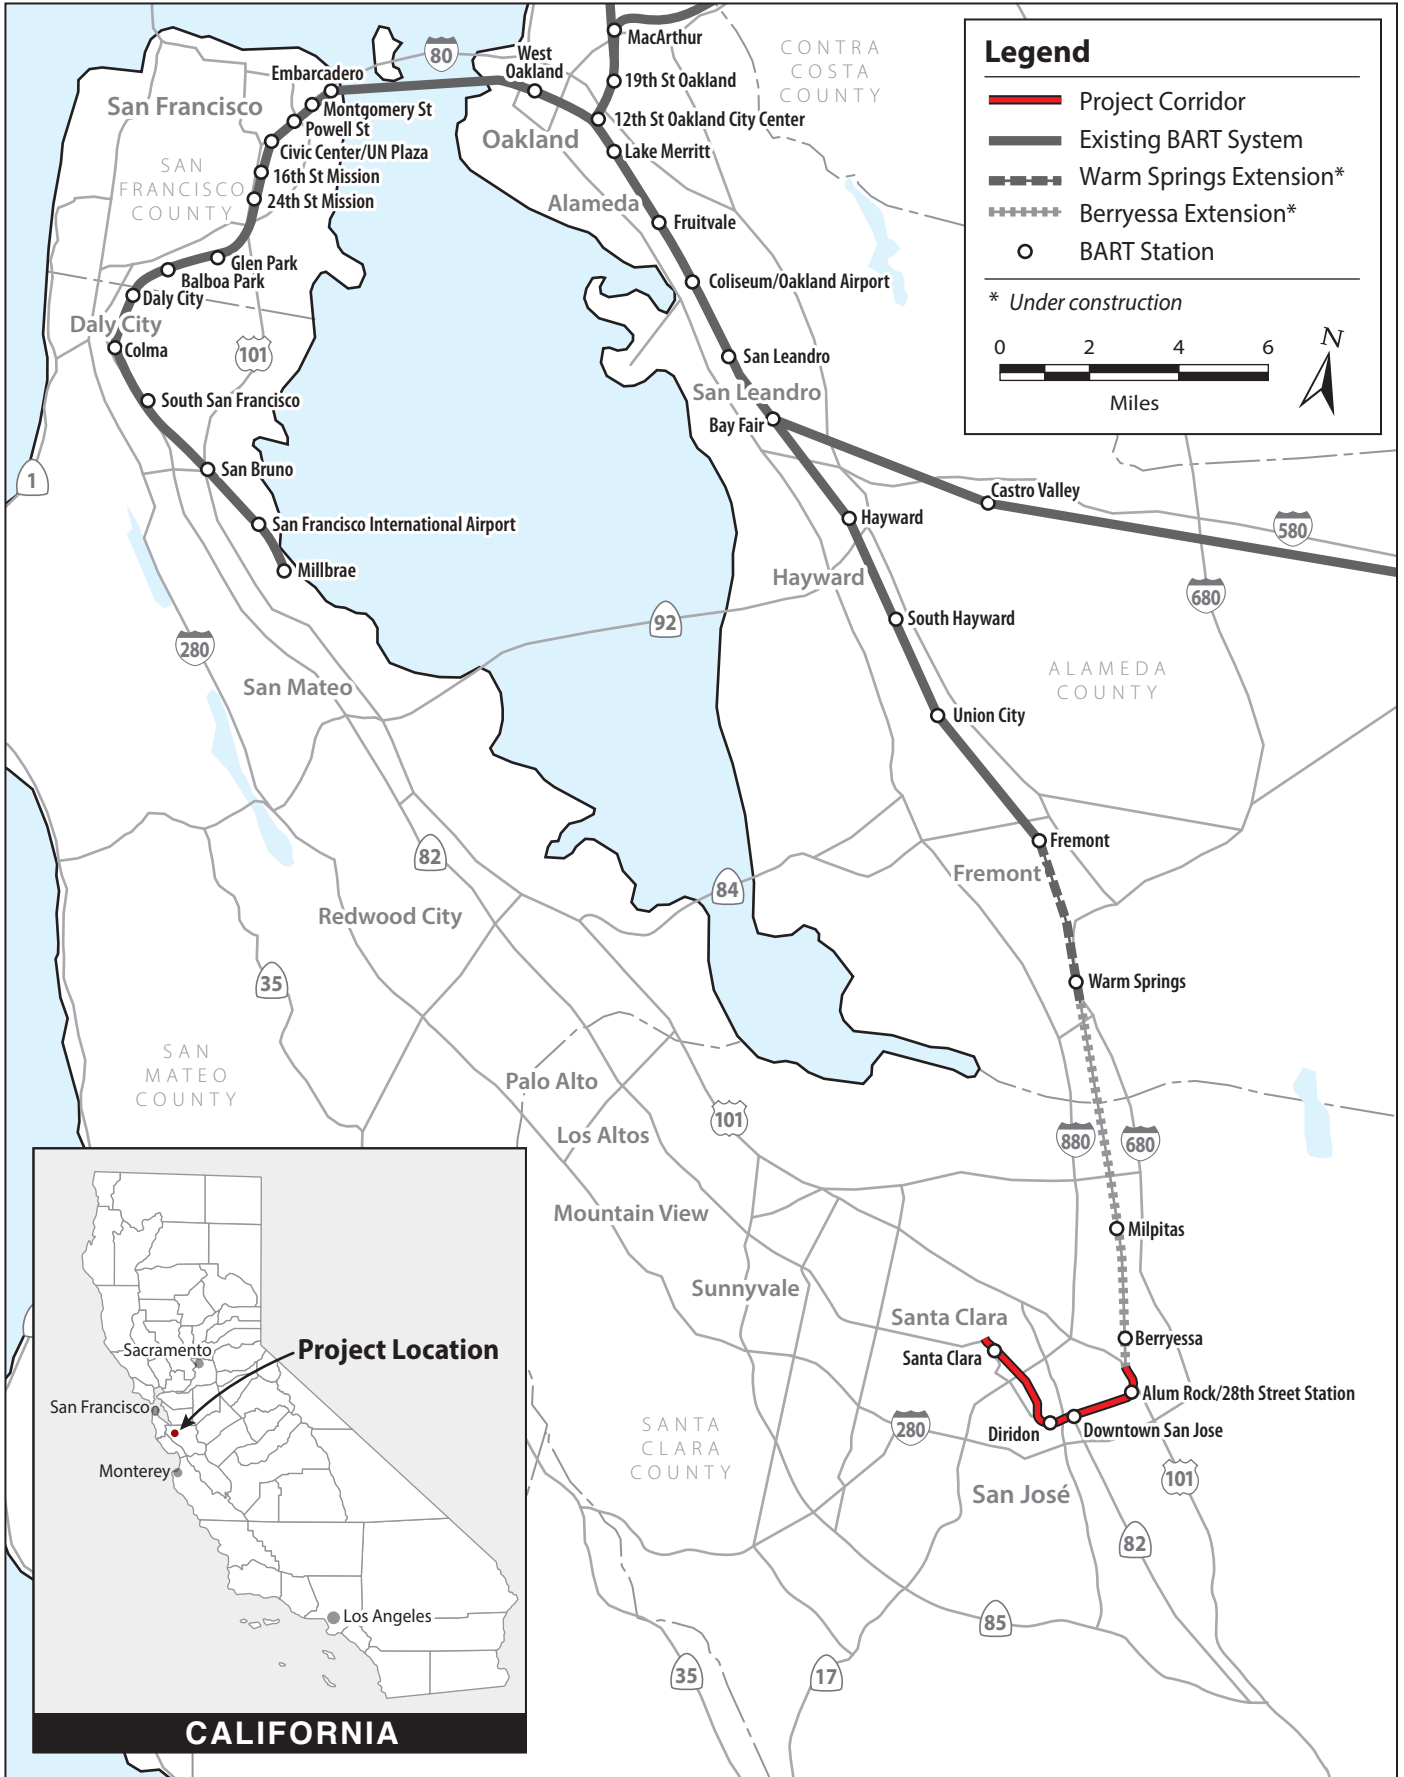 MacArthur
80
CONTRA
COSTA
COUNTY
West
Oakland
Embarcadero
19th St Oakland
San Francisco
Montgomery St
12th St Oakland City Center
Powell St
Oakland
Civic Center/UN Plaza
Lake Merritt
SAN
FRANCISCO
COUNTY
16th St Mission
24th St Mission
Alameda
Fruitvale
Glen Park
Balboa Park
Coliseum/Oakland Airport
Daly City
Daly City
Colma
101
San Leandro
South San Francisco
San Leandro
Bay Fair
San Bruno
1
Castro Valley
San Francisco International Airport
Hayward
580
Millbrae
Hayward
680
92
South Hayward
280
ALAMEDA
COUNTY
San Mateo
Union City
82
Fremont
Fremont
84
Redwood City
35
Warm Springs
SAN
MATEO
COUNTY
Palo Alto
101
Los Altos
880
680
Mountain View
Milpitas
Sunnyvale
Santa Clara
Berryessa
Santa Clara
Alum Rock/28th Street Station
Diridon
Downtown San Jose
280
SANTA
CLARA
COUNTY
San José
101
82
85
35
17
Legend
Project Corridor
Existing BART System
Warm Springs Extension*
Berryessa Extension*
BART Station
* Under construction
0 2 4 6
Miles
N
Sacramento
Project Location
San Francisco
Monterey
Los Angeles
CALIFORNIA